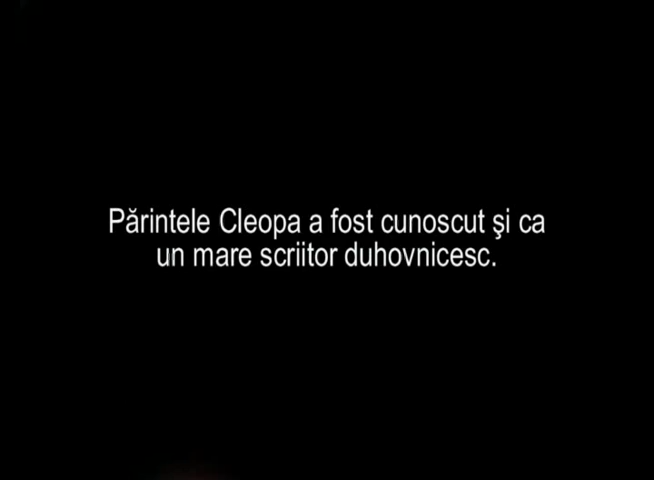 Părintele Cleopa a fost cunoscut şi ca
un mare scriitor duhovnicesc.